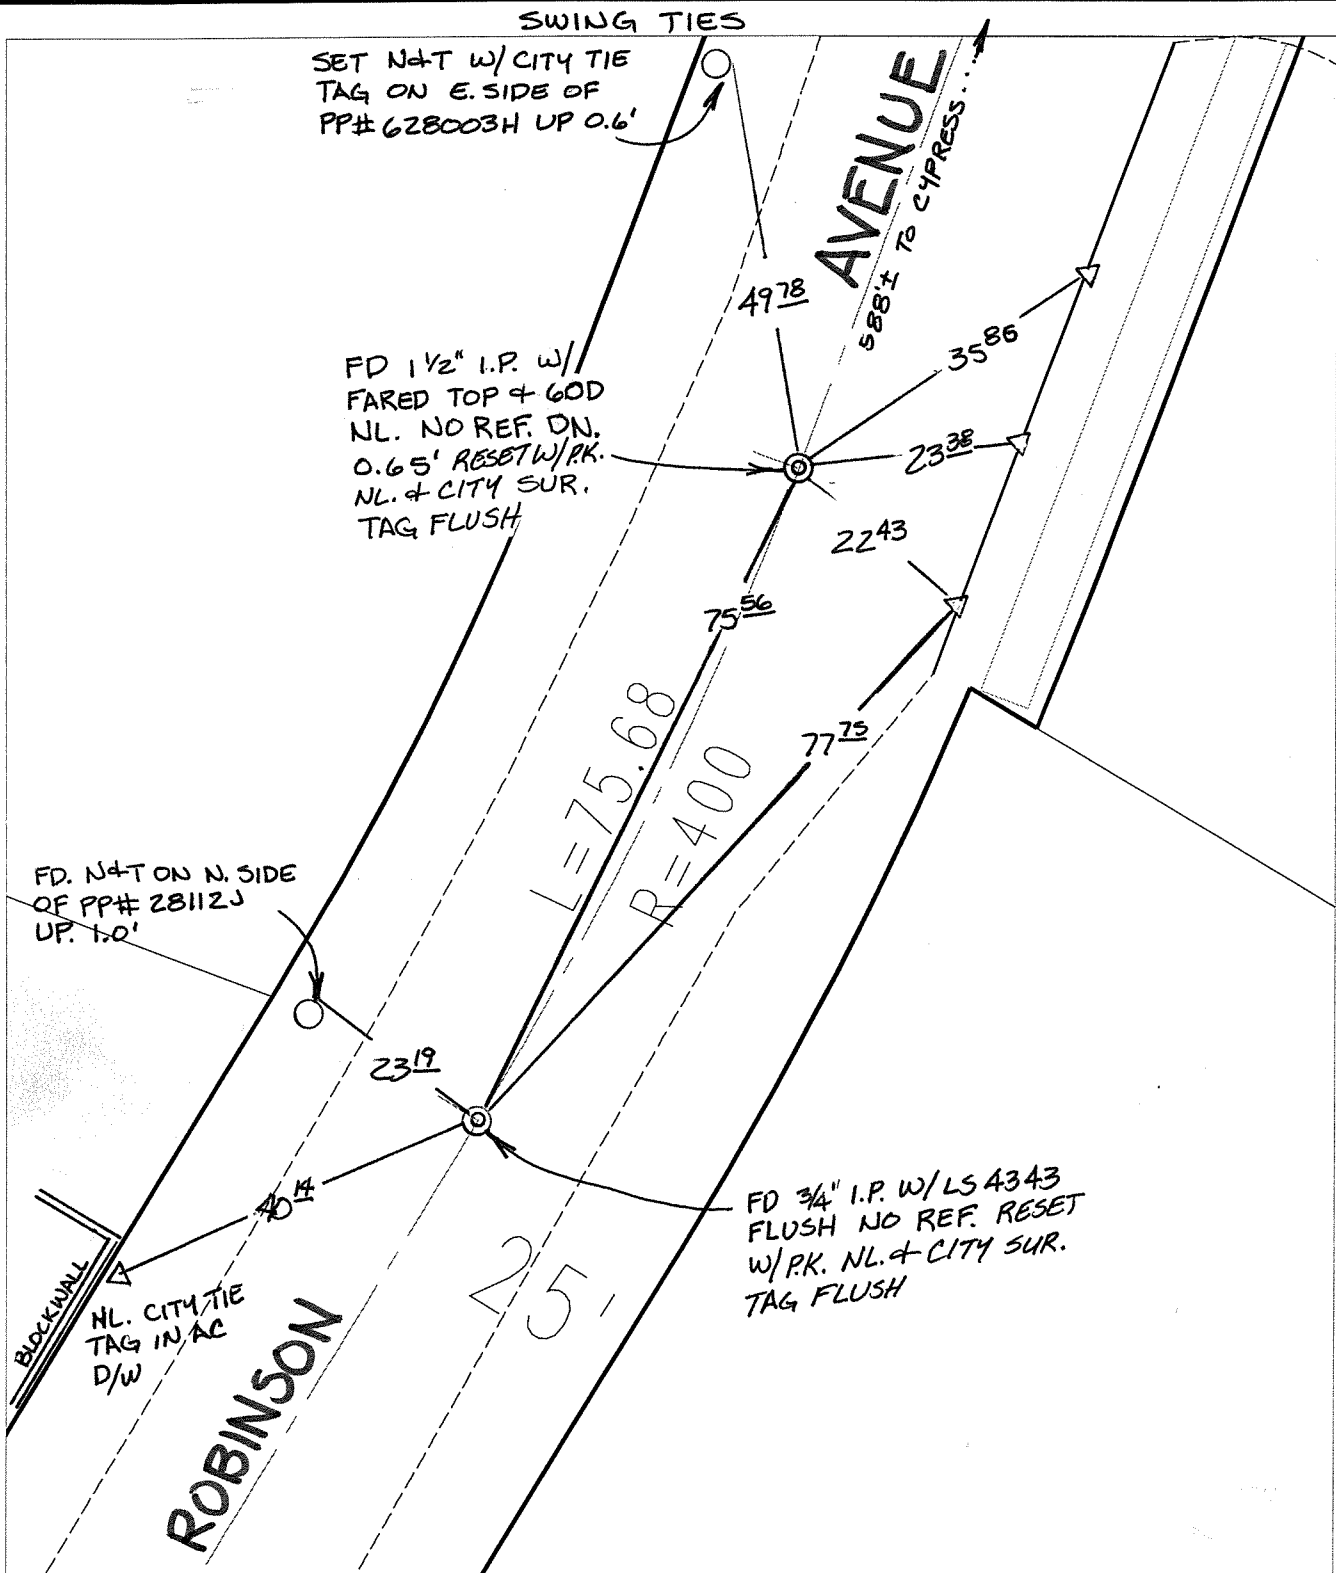 SWING TIES
SET N&T W/ CITY TIE
TAG ON E. SIDE OF
PP# 628003H UP 0.6'
AVENUE
588'± TO CYPRESS...
49 78
35 86
FD 1 1/2" I.P. W/
FARED TOP & 60D
NL. NO REF. DN.
0.65' RESET W/P.K.
NL. & CITY SUR.
TAG FLUSH
23 38
22 43
75 56
77 75
L=75.68
R=400
FD. N&T ON N. SIDE
OF PP# 28112J
UP. 1.0'
23 19
40 14
FD 3/4" I.P. W/ LS 4343
FLUSH NO REF. RESET
W/ P.K. NL. & CITY SUR.
TAG FLUSH
25'
BLOCKWALL
NL. CITY TIE
TAG IN AC
D/W
ROBINSON